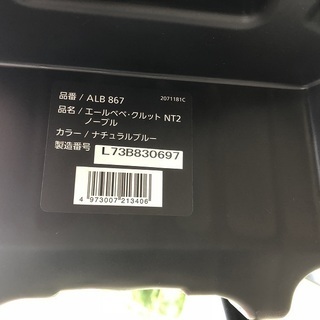 品番 / ALB 867 2071181C
品名 / エールベベ・クルット NT2
ノーブル
カラー / ナチュラルブルー
製造番号 L73B830697
4 973007 213406